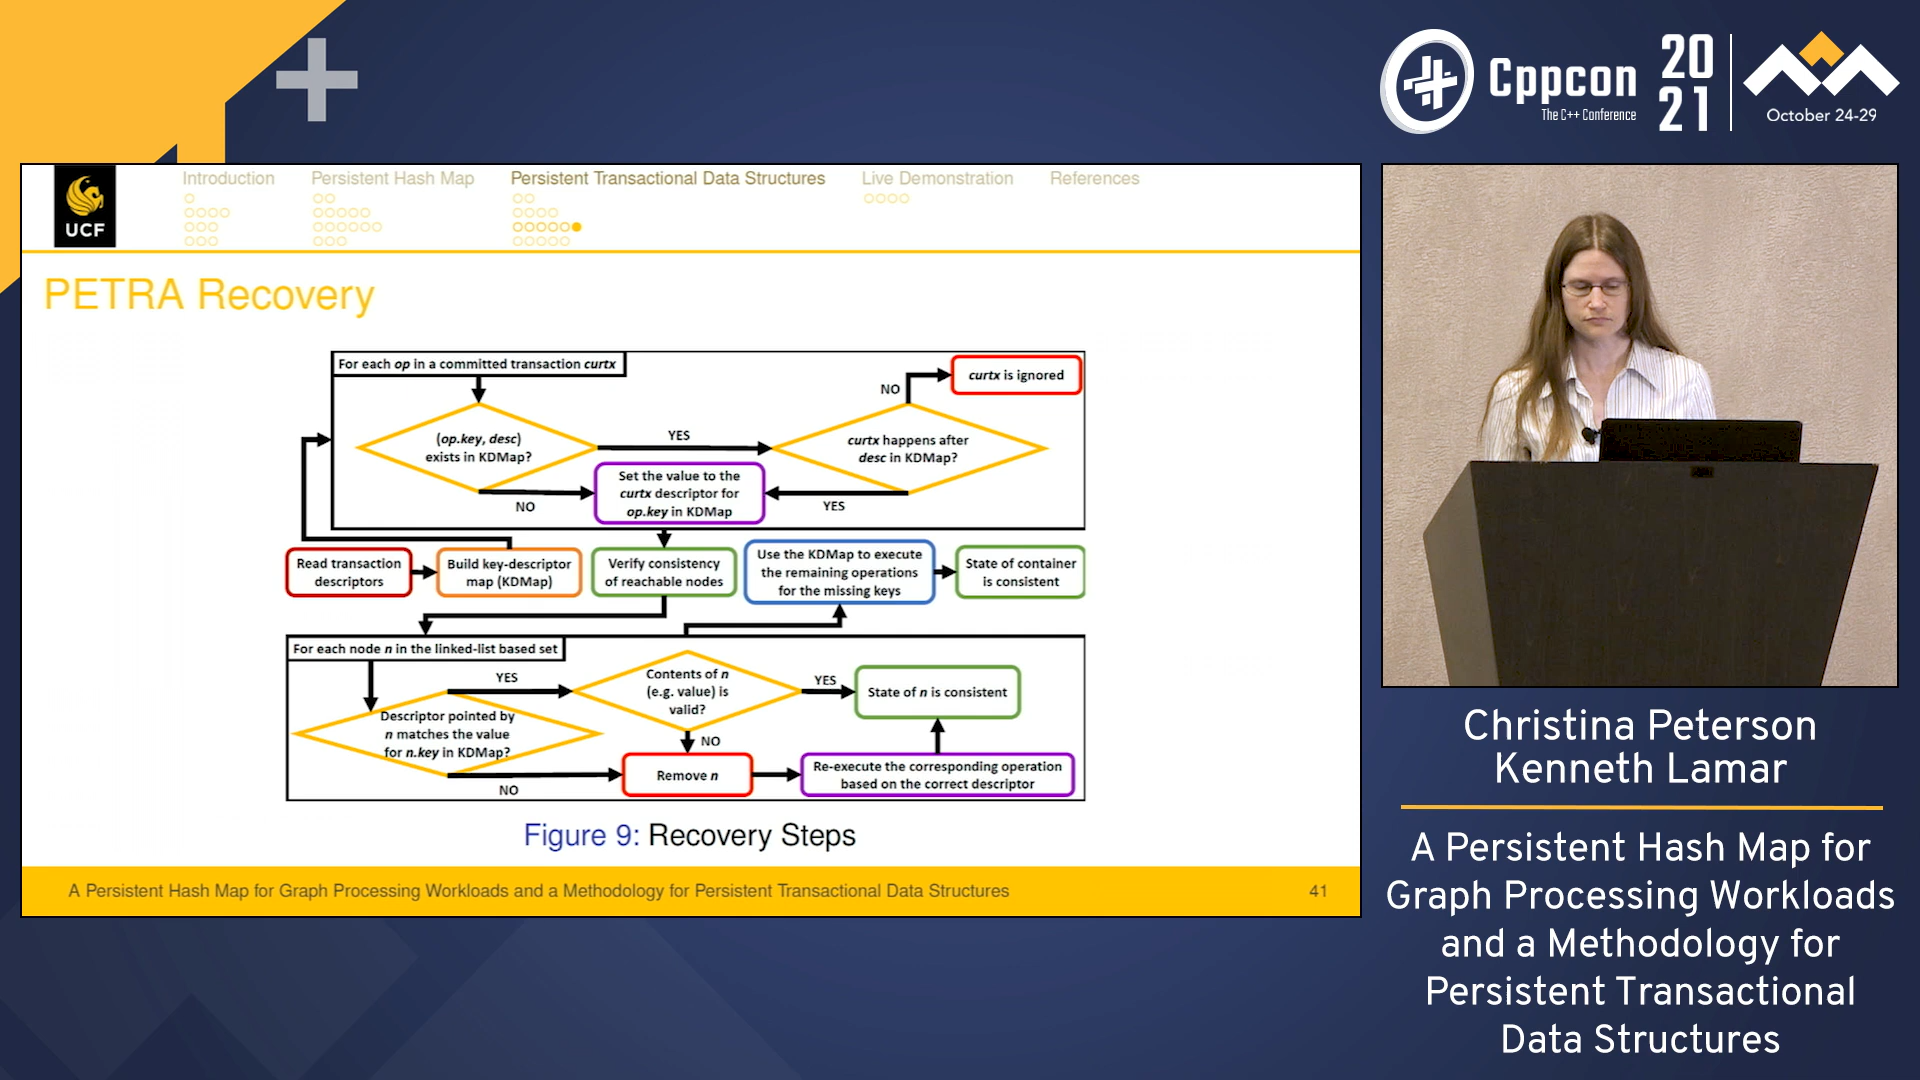 Cppcon
The C++ Conference
20
21
October 24-29
UCF
Introduction
Persistent Hash Map
Persistent Transactional Data Structures
Live Demonstration
References
PETRA Recovery
For each op in a committed transaction curtx
(op.key, desc)
exists in KDMap?
YES
NO
curtx happens after
desc in KDMap?
NO
curtx is ignored
YES
Set the value to the
curtx descriptor for
op.key in KDMap
Read transaction
descriptors
Build key-descriptor
map (KDMap)
Verify consistency
of reachable nodes
Use the KDMap to execute
the remaining operations
for the missing keys
State of container
is consistent
For each node n in the linked-list based set
Descriptor pointed by
n matches the value
for n.key in KDMap?
YES
NO
Contents of n
(e.g. value) is
valid?
YES
NO
State of n is consistent
Remove n
Re-execute the corresponding operation
based on the correct descriptor
Figure 9: Recovery Steps
A Persistent Hash Map for Graph Processing Workloads and a Methodology for Persistent Transactional Data Structures
41
Christina Peterson
Kenneth Lamar
A Persistent Hash Map for
Graph Processing Workloads
and a Methodology for
Persistent Transactional
Data Structures